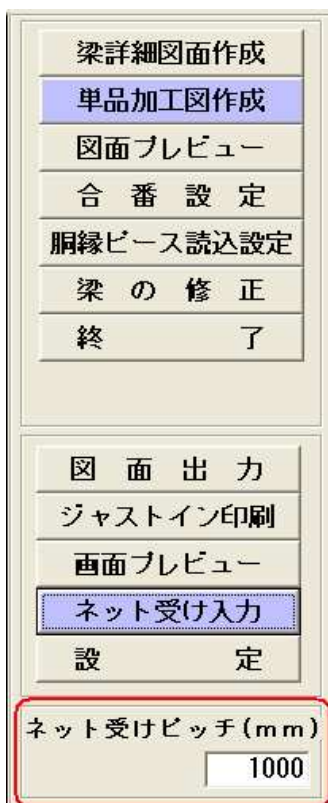 梁詳細図面作成
単品加工図作成
図面プレビュー
合 番 設 定
胴縁ピース読込設定
梁 の 修 正
終 了
図 面 出 力
ジャストイン印刷
画面プレビュー
ネット受け入力
設 定
ネット受けピッチ(mm)
1000